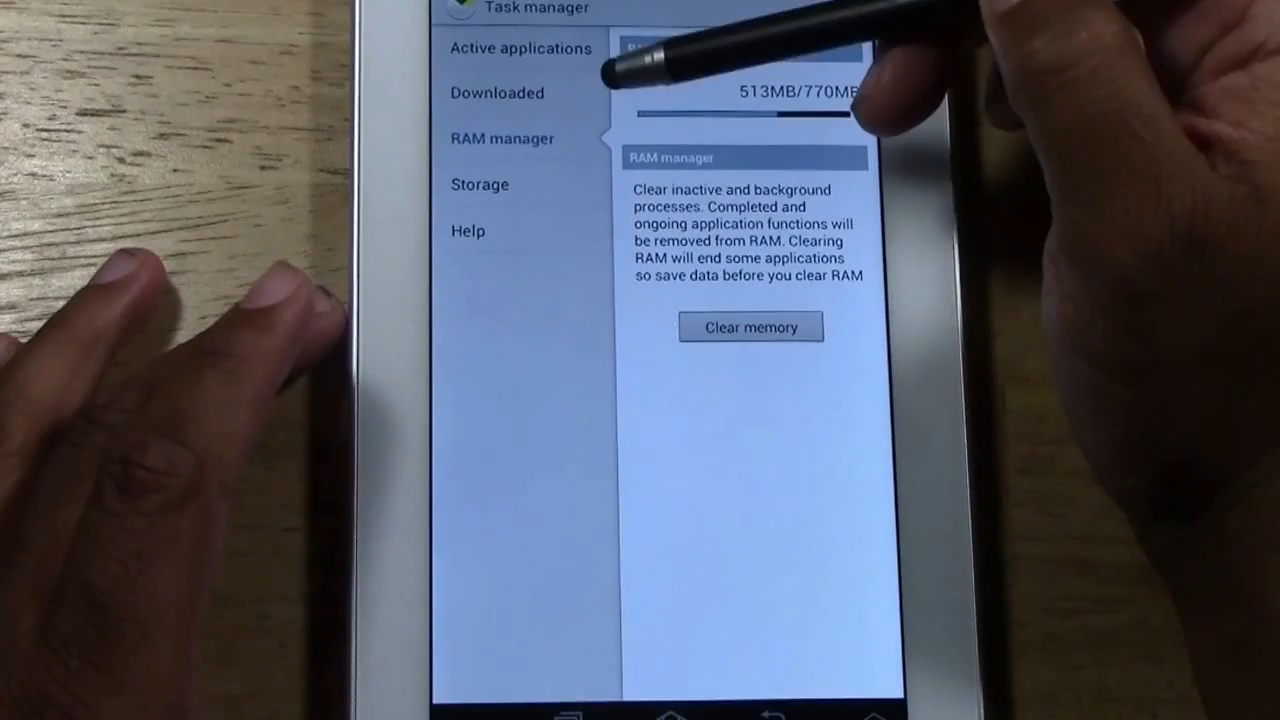 Task manager
Active applications
Downloaded
RAM manager
Storage
Help
513MB/770MB
RAM manager
Clear inactive and background
processes. Completed and
ongoing application functions will
be removed from RAM. Clearing
RAM will end some applications
so save data before you clear RAM
Clear memory